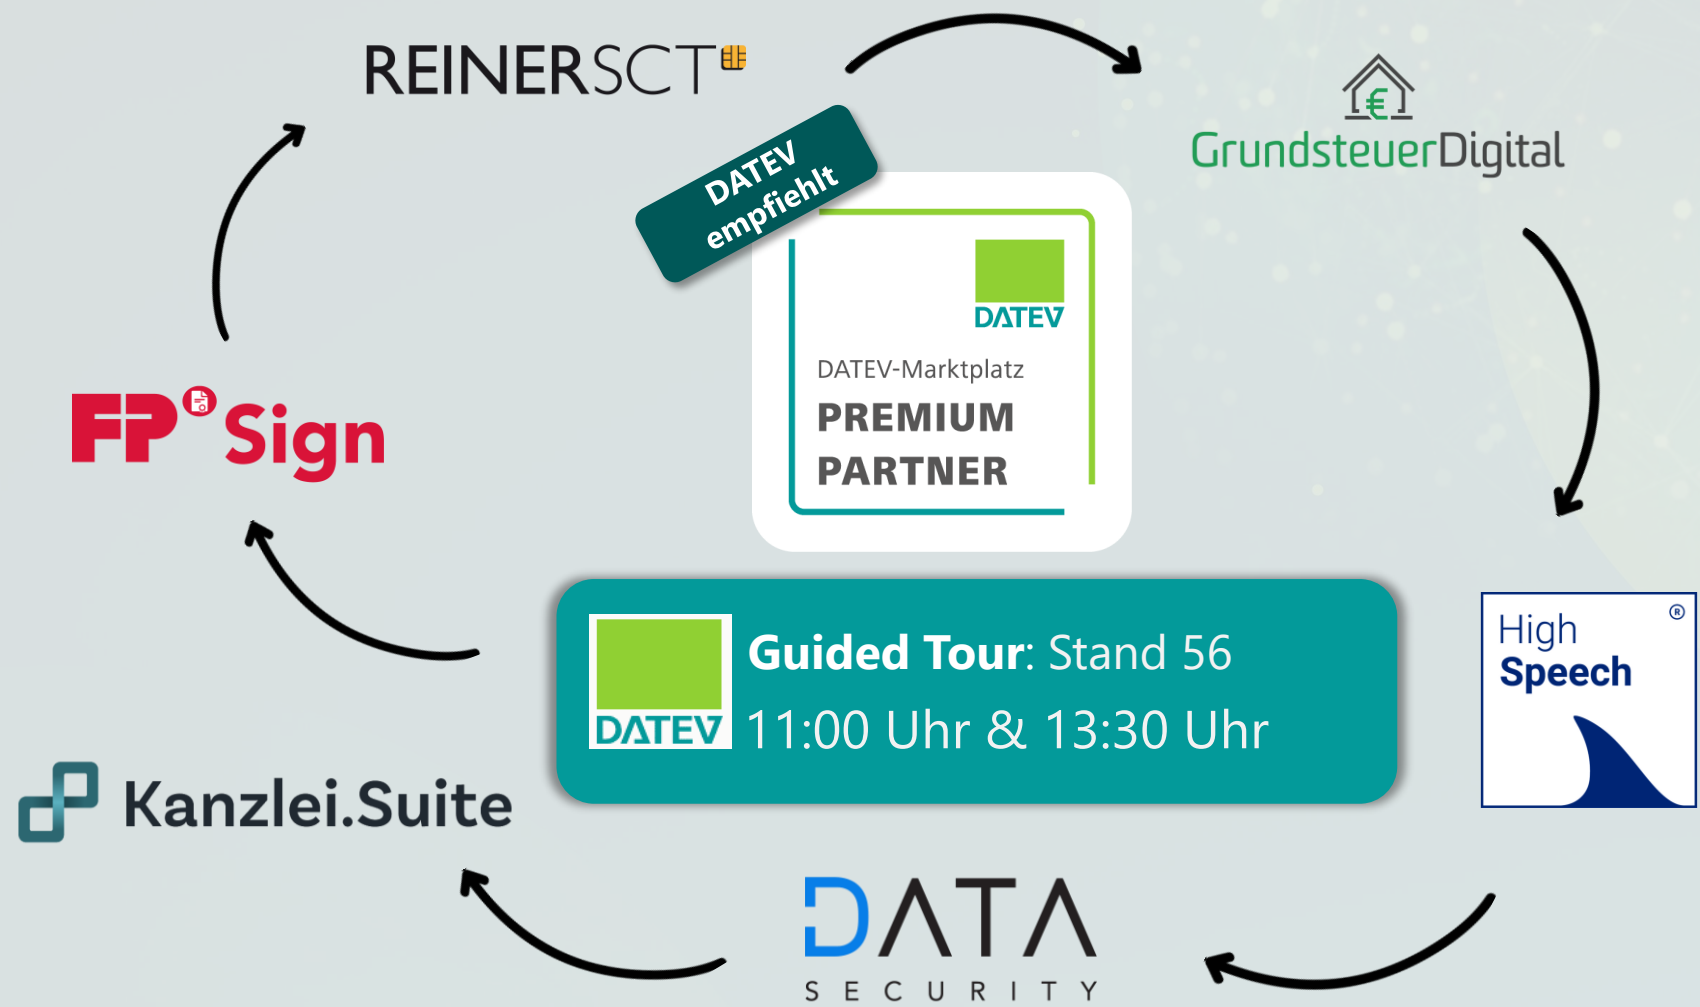 REINERSCT
GrundsteuerDigital
DATEV
empfiehlt
DATEV
DATEV-Marktplatz
PREMIUM
PARTNER
FP Sign
Guided Tour: Stand 56
11:00 Uhr & 13:30 Uhr
DATEV
High ®
Speech
Kanzlei.Suite
DATA
SECURITY